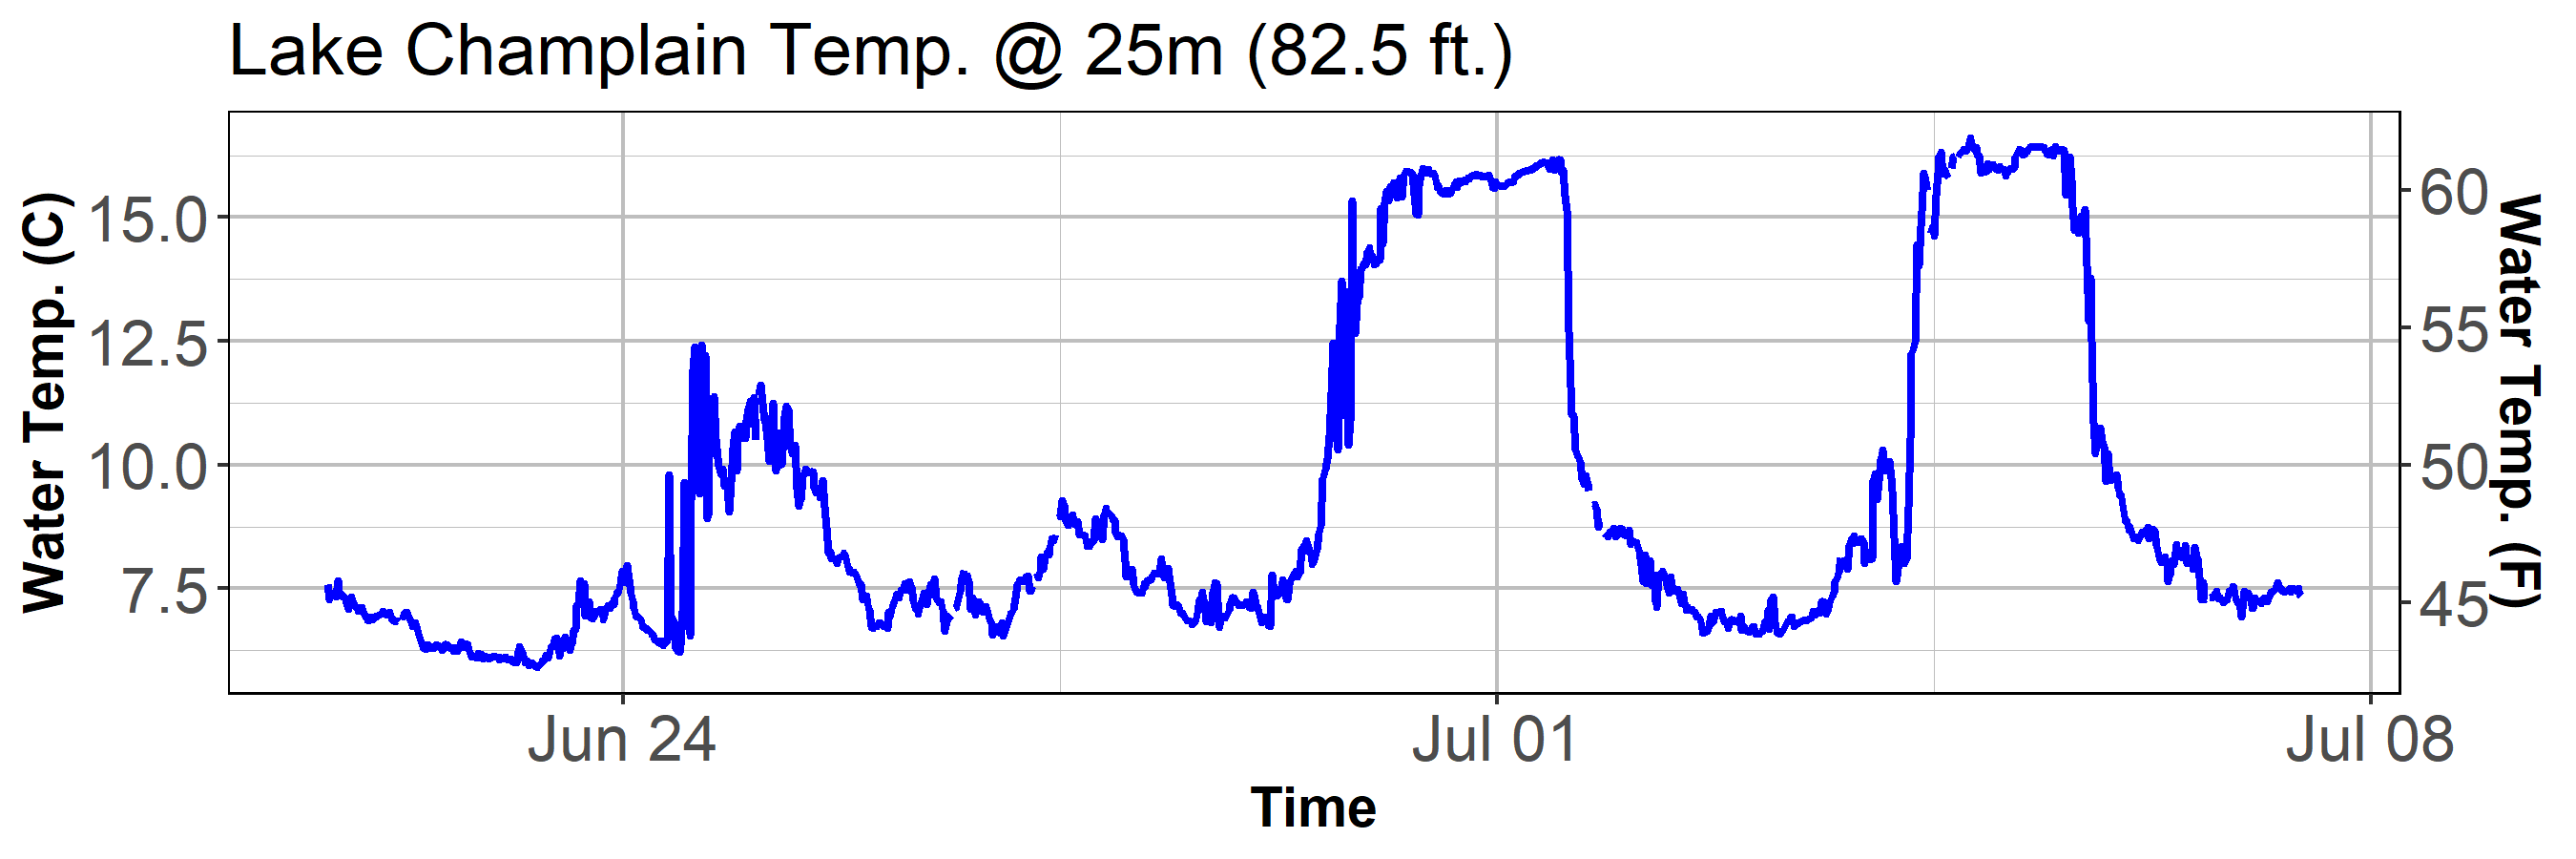 Lake Champlain Temp. @ 25m (82.5 ft.)
Water Temp. (C)
15.0
12.5
10.0
7.5
60
55
50
45
Water Temp. (F)
Jun 24
Jul 01
Jul 08
Time